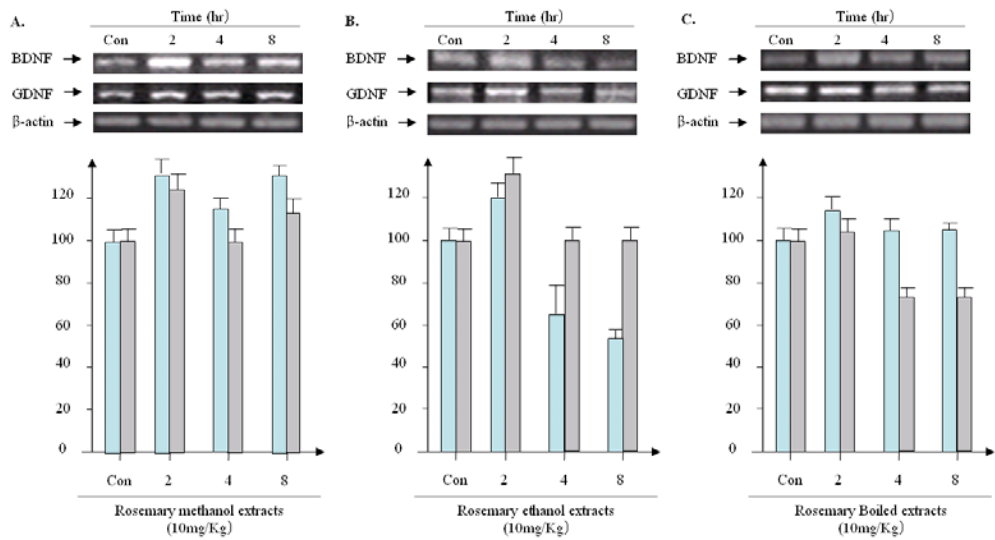 A.
Time (hr)
Con 2 4 8
BDNF
GDNF
β-actin
120
100
80
60
40
20
0
Con 2 4 8
Rosemary methanol extracts
(10mg/Kg)
B.
Time (hr)
Con 2 4 8
BDNF
GDNF
β-actin
120
100
80
60
40
20
0
Con 2 4 8
Rosemary ethanol extracts
(10mg/Kg)
C.
Time (hr)
Con 2 4 8
BDNF
GDNF
β-actin
120
100
80
60
40
20
0
Con 2 4 8
Rosemary Boiled extracts
(10mg/Kg)